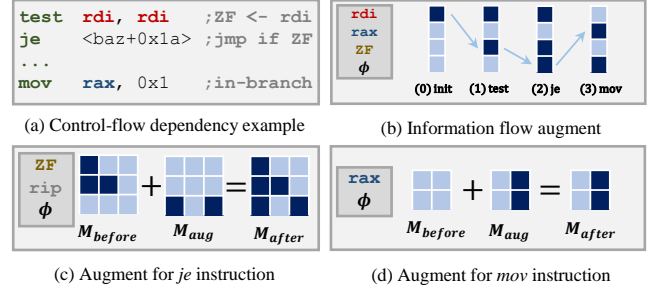 test rdi, rdi ;ZF <- rdi
je <baz+0x1a> ;jmp if ZF
...
mov rax, 0x1 ;in-branch
(a) Control-flow dependency example
rdi
rax
ZF
ϕ
(0) init
(1) test
(2) je
(3) mov
(b) Information flow augment
ZF
rip
ϕ
+
=
M_before
M_aug
M_after
(c) Augment for je instruction
rax
ϕ
+
=
M_before
M_aug
M_after
(d) Augment for mov instruction